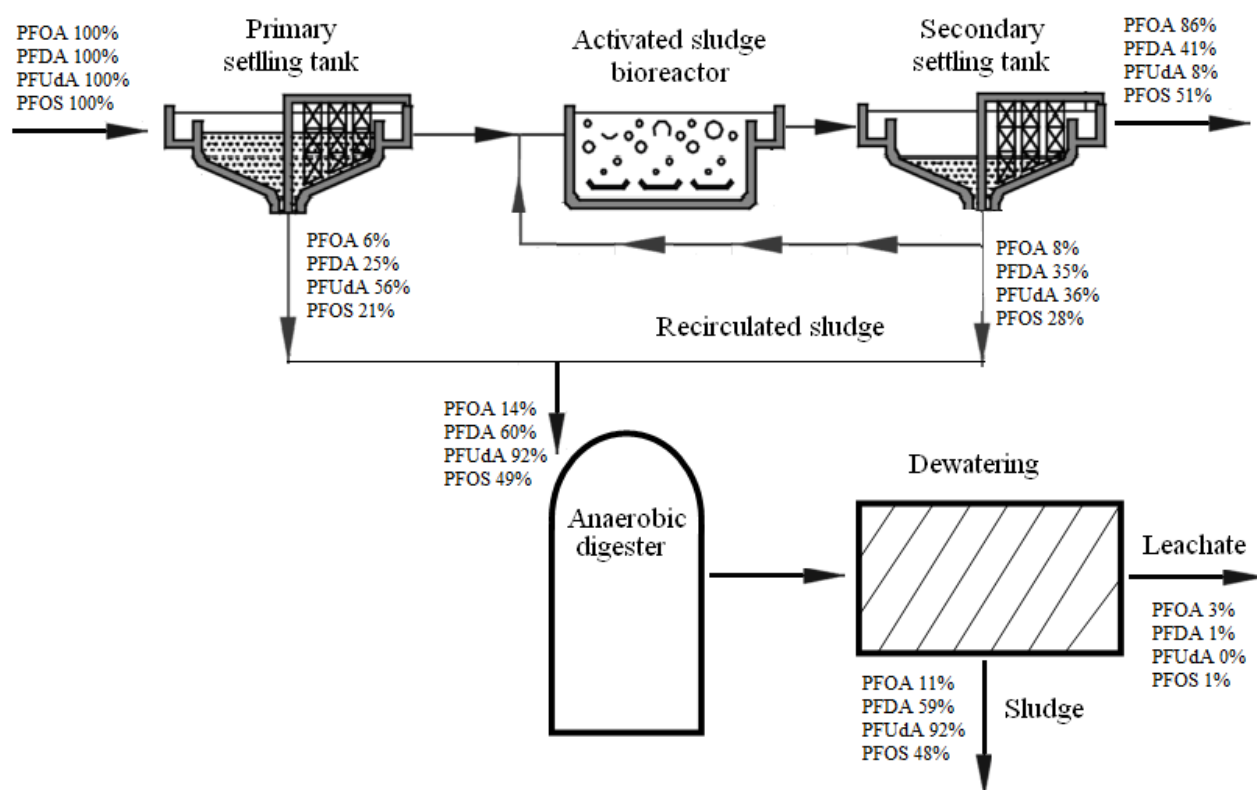 PFOA 100%
PFDA 100%
PFUdA 100%
PFOS 100%
Primary
setlling tank
Activated sludge
bioreactor
Secondary
settling tank
PFOA 86%
PFDA 41%
PFUdA 8%
PFOS 51%
PFOA 6%
PFDA 25%
PFUdA 56%
PFOS 21%
PFOA 8%
PFDA 35%
PFUdA 36%
PFOS 28%
Recirculated sludge
PFOA 14%
PFDA 60%
PFUdA 92%
PFOS 49%
Anaerobic
digester
Dewatering
Leachate
PFOA 3%
PFDA 1%
PFUdA 0%
PFOS 1%
PFOA 11%
PFDA 59%
PFUdA 92%
PFOS 48%
Sludge